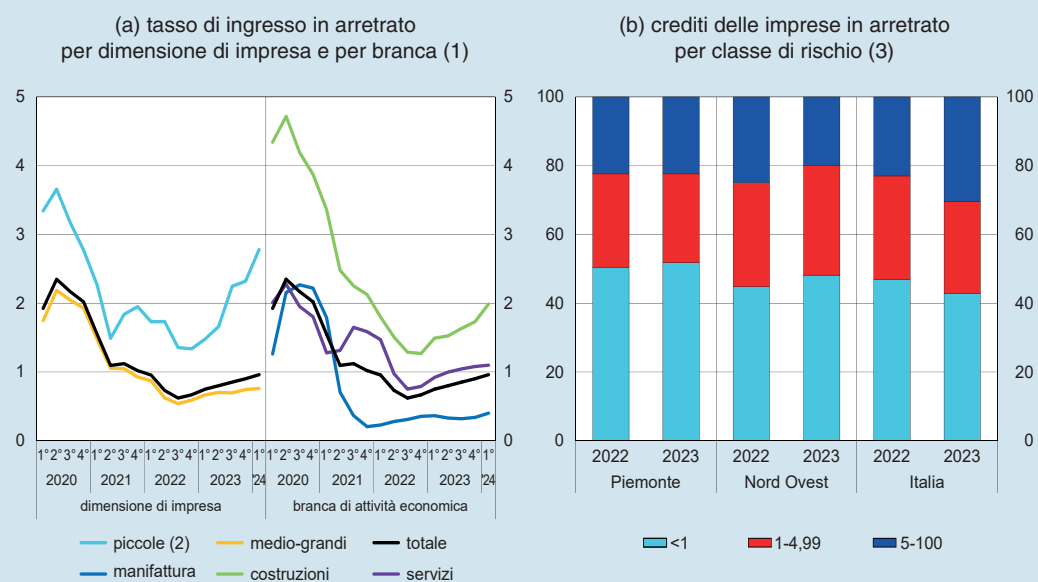 (a) tasso di ingresso in arretrato
per dimensione di impresa e per branca (1)
5 5
4 4
3 3
2 2
1 1
0 0
1° 2° 3° 4° 1° 2° 3° 4° 1° 2° 3° 4° 1° 2° 3° 4° 1° 1° 2° 3° 4° 1° 2° 3° 4° 1° 2° 3° 4° 1° 2° 3° 4° 1°
2020 2021 2022 2023 '24 2020 2021 2022 2023 '24
dimensione di impresa branca di attività economica
piccole (2) medio-grandi totale
manifattura costruzioni servizi
(b) crediti delle imprese in arretrato
per classe di rischio (3)
100 100
80 80
60 60
40 40
20 20
0 0
2022 2023 2022 2023 2022 2023
Piemonte Nord Ovest Italia
<1 1-4,99 5-100